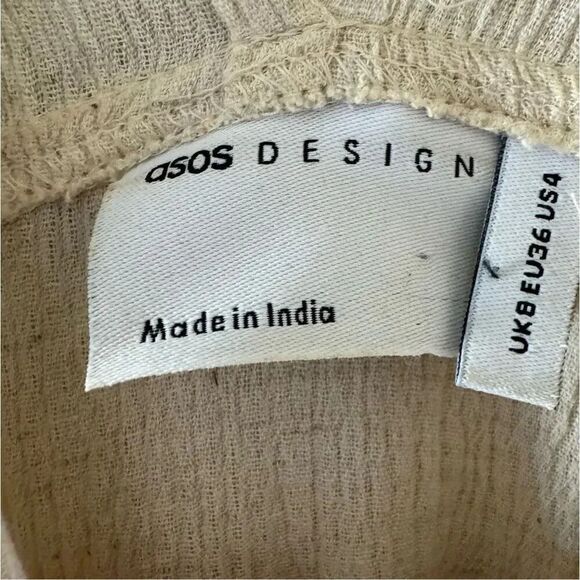 asos DESIGN
Made in India
UK8 EU36 US4